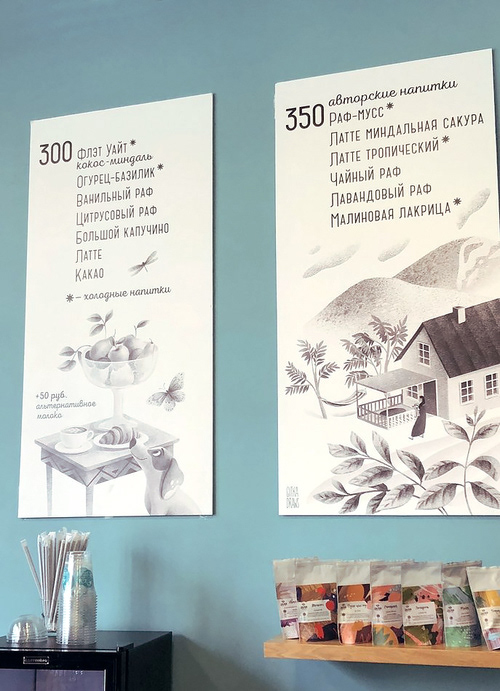 300 Флэт Уайт*
кокос-миндаль
Огурец-базилик*
Ванильный раф
Цитрусовый раф
Большой капучино
Латте
Какао
* – холодные напитки
+50 руб.
альтернативное
молоко
350 авторские напитки
Раф-мусс*
Латте миндальная сакура
Латте тропический*
Чайный раф
Лавандовый раф
Малиновая лакрица*